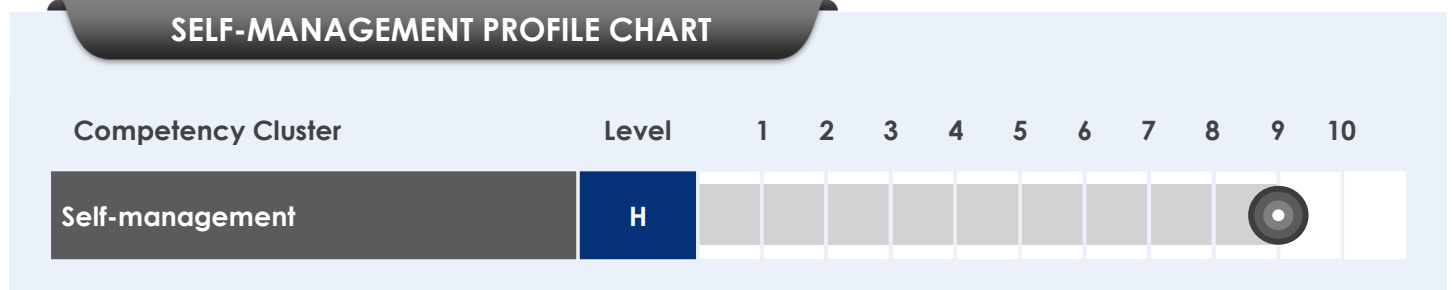 SELF-MANAGEMENT PROFILE CHART
Competency Cluster Level 1 2 3 4 5 6 7 8 9 10
Self-management H